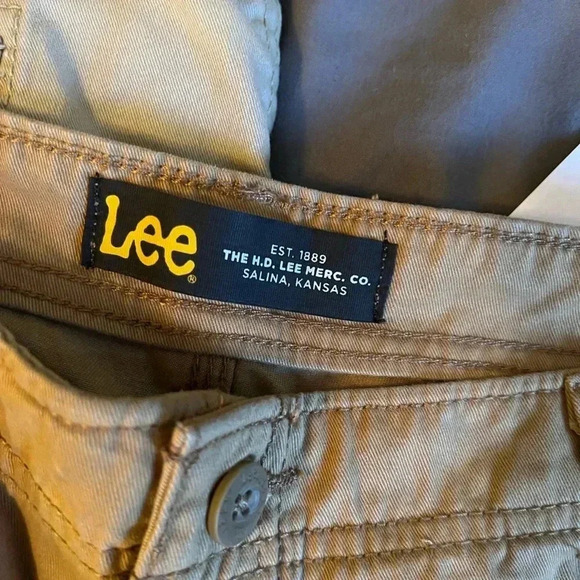 Lee®
EST. 1889
THE H.D. LEE MERC. CO.
SALINA, KANSAS